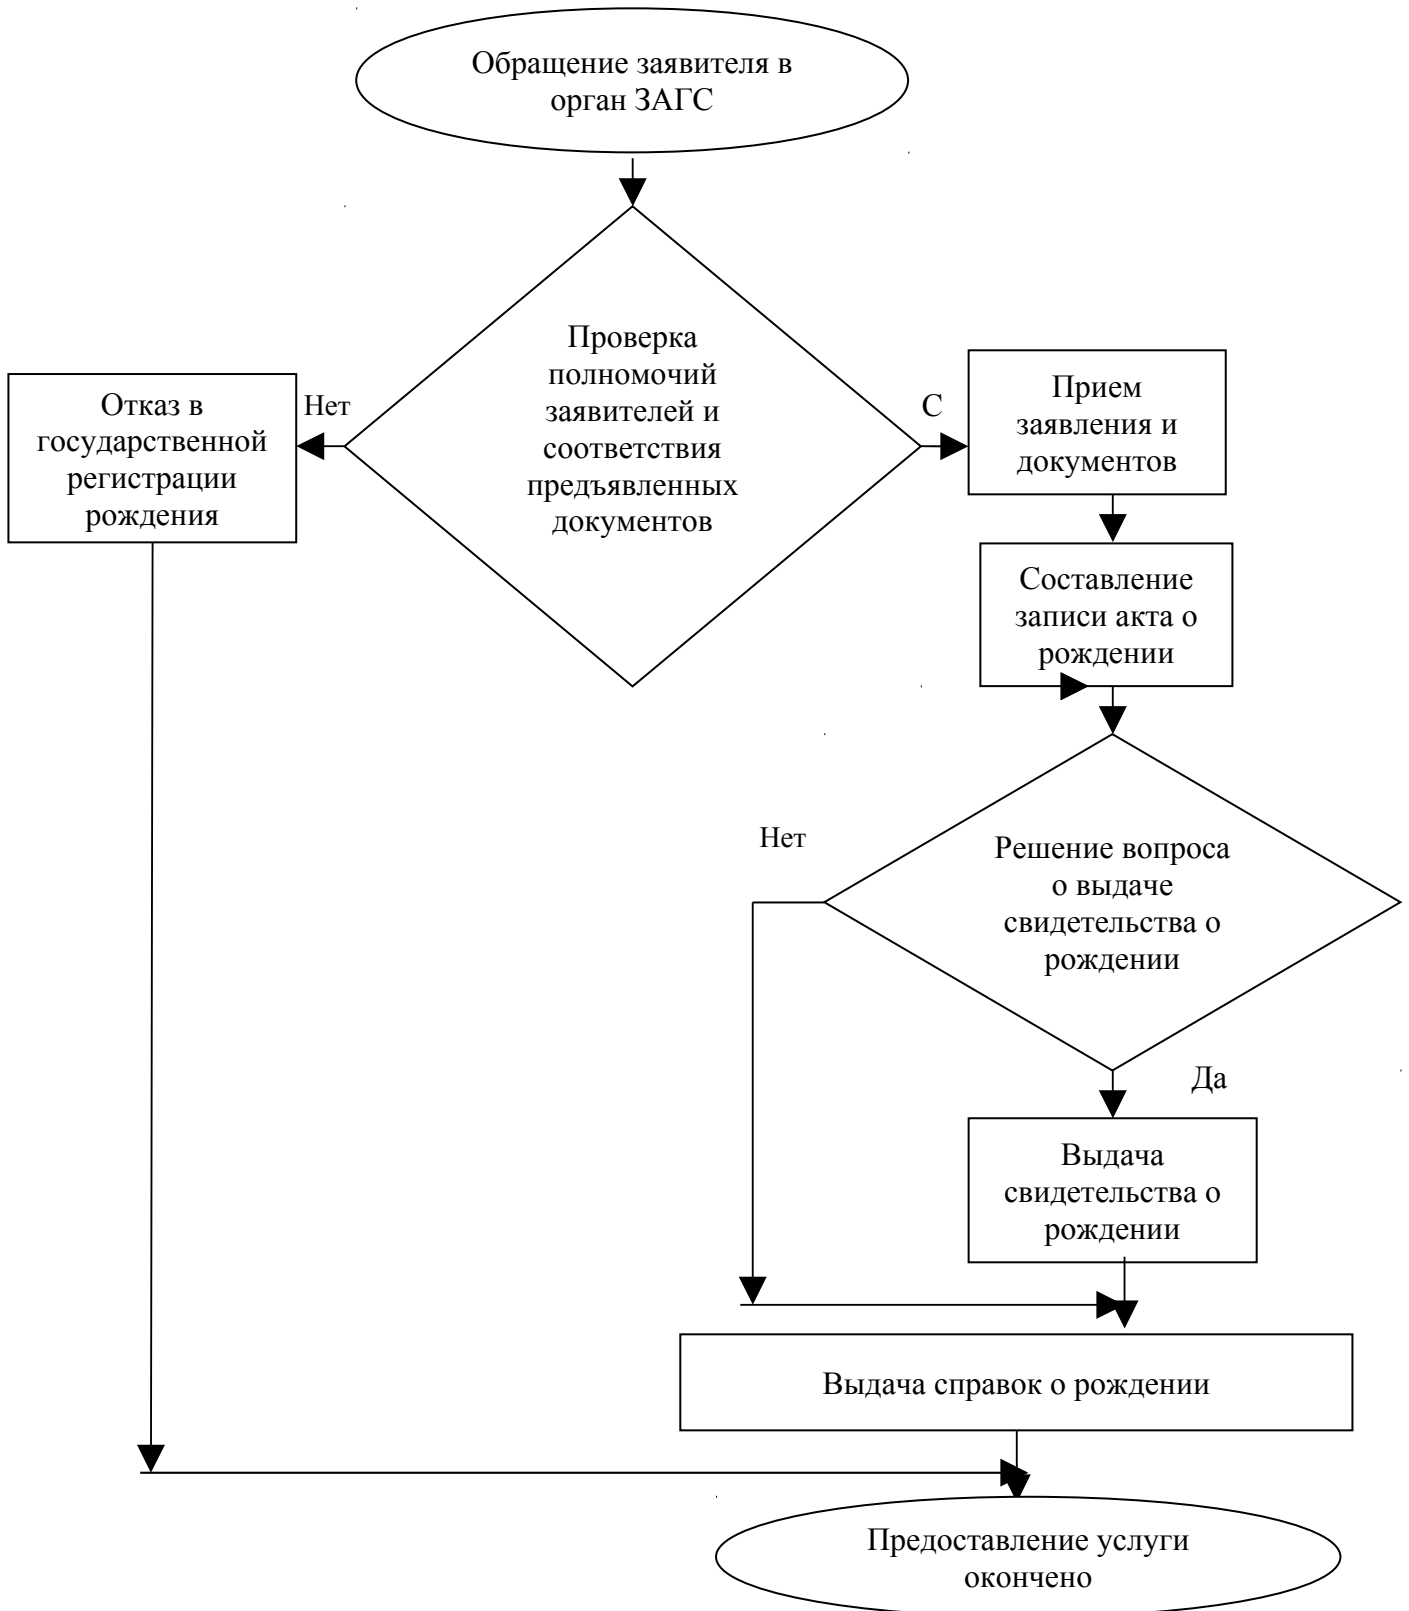 Обращение заявителя в
орган ЗАГС
Проверка
полномочий
заявителей и
соответствия
предъявленных
документов
Нет
С
Отказ в
государственной
регистрации
рождения
Прием
заявления и
документов
Составление
записи акта о
рождении
Нет
Решение вопроса
о выдаче
свидетельства о
рождении
Да
Выдача
свидетельства о
рождении
Выдача справок о рождении
Предоставление услуги
окончено